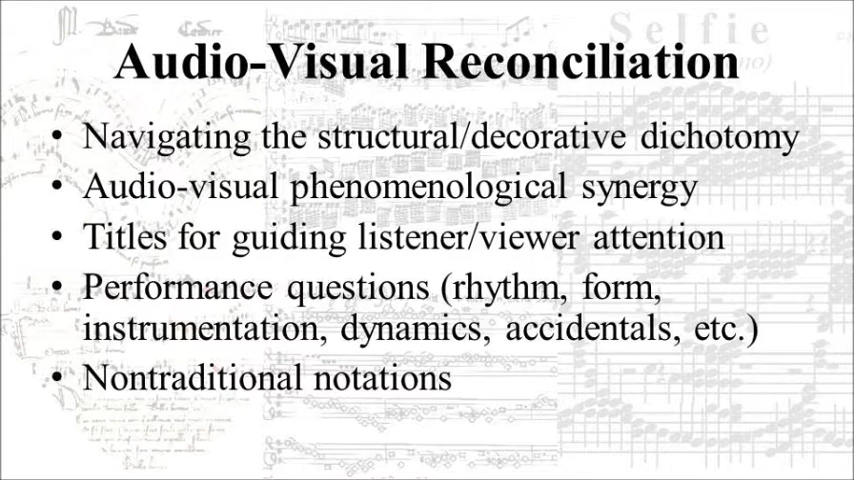 Selfie
Audio-Visual Reconciliation
• Navigating the structural/decorative dichotomy
• Audio-visual phenomenological synergy
• Titles for guiding listener/viewer attention
• Performance questions (rhythm, form,
instrumentation, dynamics, accidentals, etc.)
• Nontraditional notations